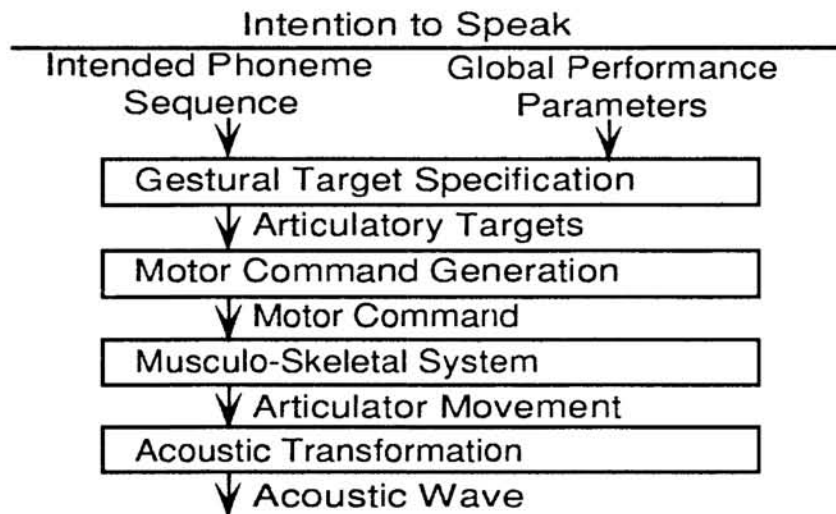 Intention to Speak
Intended Phoneme
Sequence
Global Performance
Parameters
Gestural Target Specification
Articulatory Targets
Motor Command Generation
Motor Command
Musculo-Skeletal System
Articulator Movement
Acoustic Transformation
Acoustic Wave